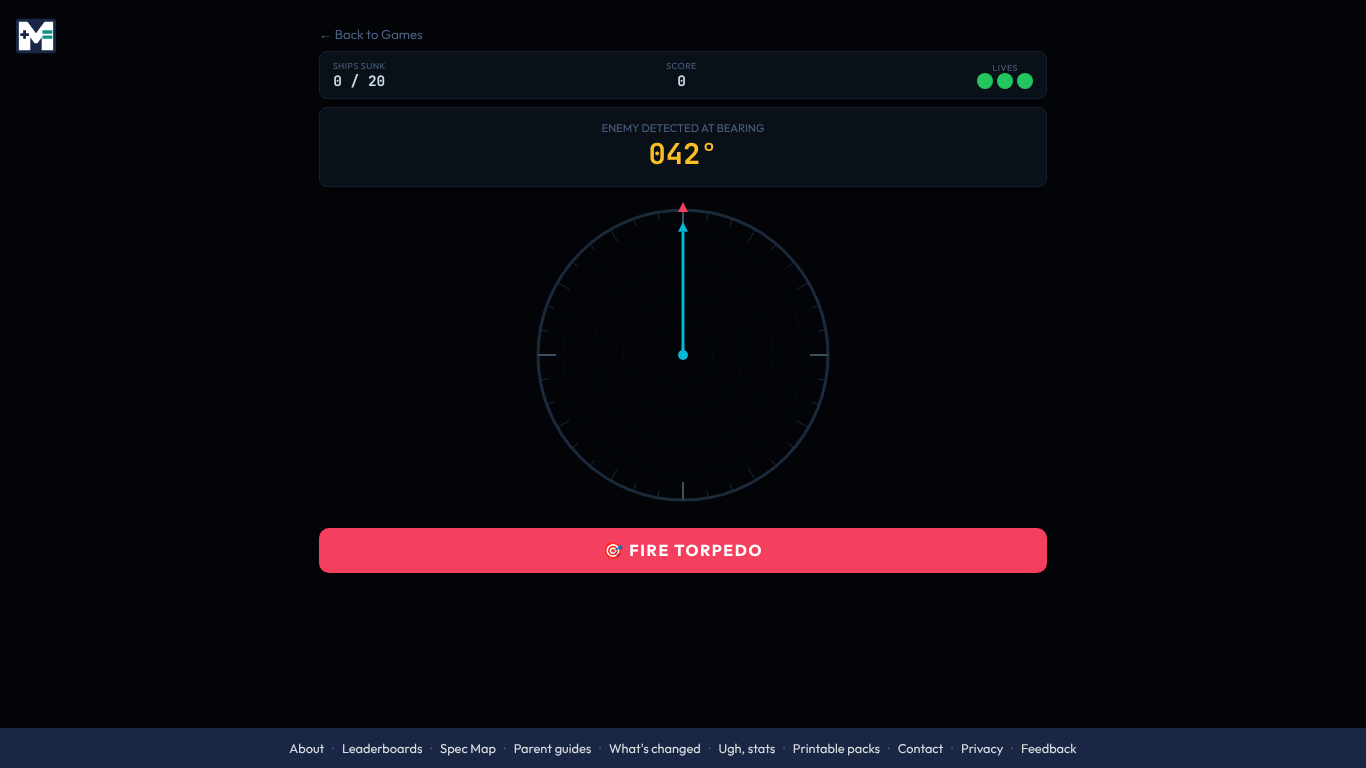 ← Back to Games
SHIPS SUNK
0 / 20
SCORE
0
LIVES
ENEMY DETECTED AT BEARING
042°
🎯 FIRE TORPEDO
About · Leaderboards · Spec Map · Parent guides · What's changed · Ugh, stats · Printable packs · Contact · Privacy · Feedback